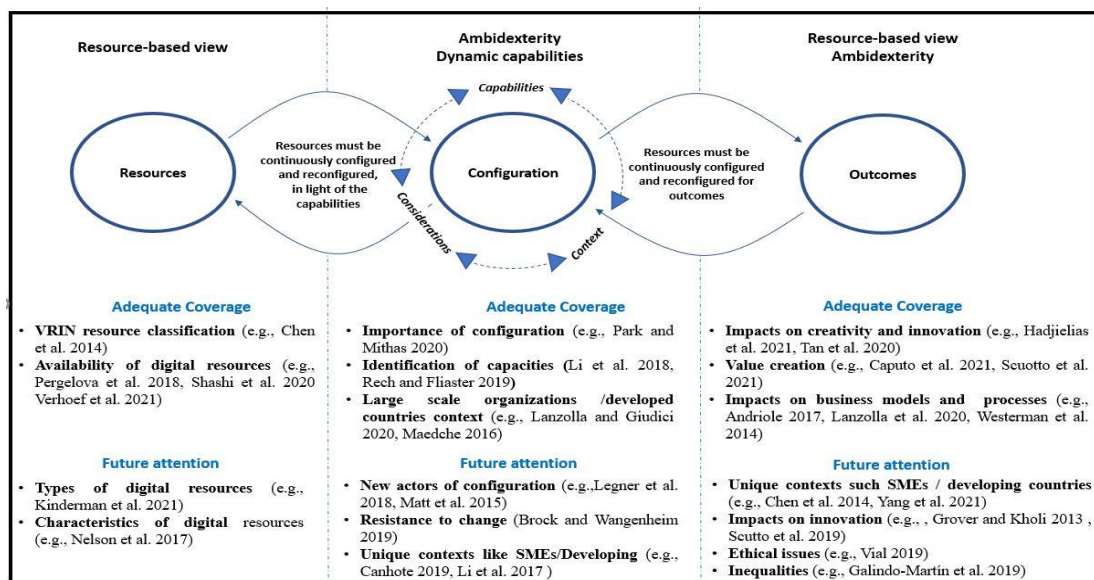 Resource-based view
Ambidexterity
Dynamic capabilities
Resource-based view
Ambidexterity
Capabilities
Resources
Resources must be
continuously configured
and reconfigured,
in light of the
capabilities
Configuration
Considerations
Context
Resources must be
continuously configured
and reconfigured for
outcomes
Outcomes
Adequate Coverage
• VRIN resource classification (e.g., Chen
et al. 2014)
• Availability of digital resources (e.g.,
Pergelova et al. 2018, Shashi et al. 2020
Verhoef et al. 2021)
Future attention
• Types of digital resources (e.g.,
Kinderman et al. 2021)
• Characteristics of digital resources
(e.g., Nelson et al. 2017)
Adequate Coverage
• Importance of configuration (e.g., Park and
Mithas 2020)
• Identification of capacities (Li et al. 2018,
Rech and Fliaster 2019)
• Large scale organizations /developed
countries context (e.g., Lanzolla and Giudici
2020, Maedche 2016)
Future attention
• New actors of configuration (e.g.,Legner et al.
2018, Matt et al. 2015)
• Resistance to change (Brock and Wangenheim
2019)
• Unique contexts like SMEs/Developing (e.g.,
Canhote 2019, Li et al. 2017 )
Adequate Coverage
• Impacts on creativity and innovation (e.g., Hadjielias
et al. 2021, Tan et al. 2020)
• Value creation (e.g., Caputo et al. 2021, Scuotto et al.
2021)
• Impacts on business models and processes (e.g.,
Andriole 2017, Lanzolla et al. 2020, Westerman et al.
2014)
Future attention
• Unique contexts such SMEs / developing countries
(e.g., Chen et al. 2014, Yang et al. 2021)
• Impacts on innovation (e.g., , Grover and Kholi 2013 ,
Scutto et al. 2019)
• Ethical issues (e.g., Vial 2019)
• Inequalities (e.g., Galindo-Martín et al. 2019)